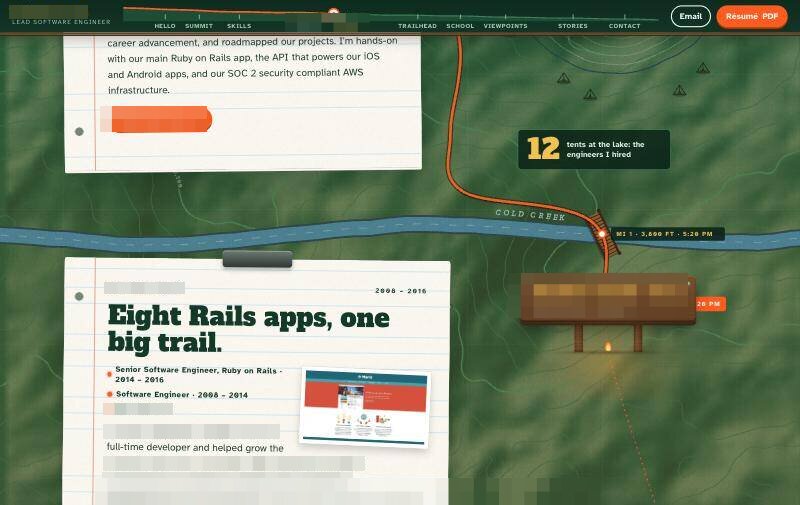 LEAD SOFTWARE ENGINEER
HELLO SUMMIT SKILLS TRAILHEAD SCHOOL VIEWPOINTS STORIES CONTACT
Email
Résumé PDF
career advancement, and roadmapped our projects. I'm hands-on
with our main Ruby on Rails app, the API that powers our iOS
and Android apps, and our SOC 2 security compliant AWS
infrastructure.
12
tents at the lake: the
engineers I hired
COLD CREEK
MI 1 · 3,800 FT · 5:20 PM
20 PM
2008 – 2016
Eight Rails apps, one
big trail.
Senior Software Engineer, Ruby on Rails ·
2014 – 2016
Software Engineer · 2008 – 2014
full-time developer and helped grow the